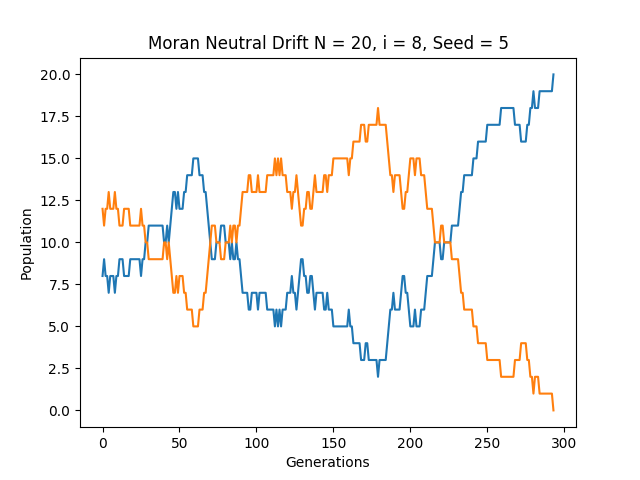 Moran Neutral Drift N = 20, i = 8, Seed = 5
20.0
17.5
15.0
12.5
10.0
7.5
5.0
2.5
0.0
Population
0 50 100 150 200 250 300
Generations